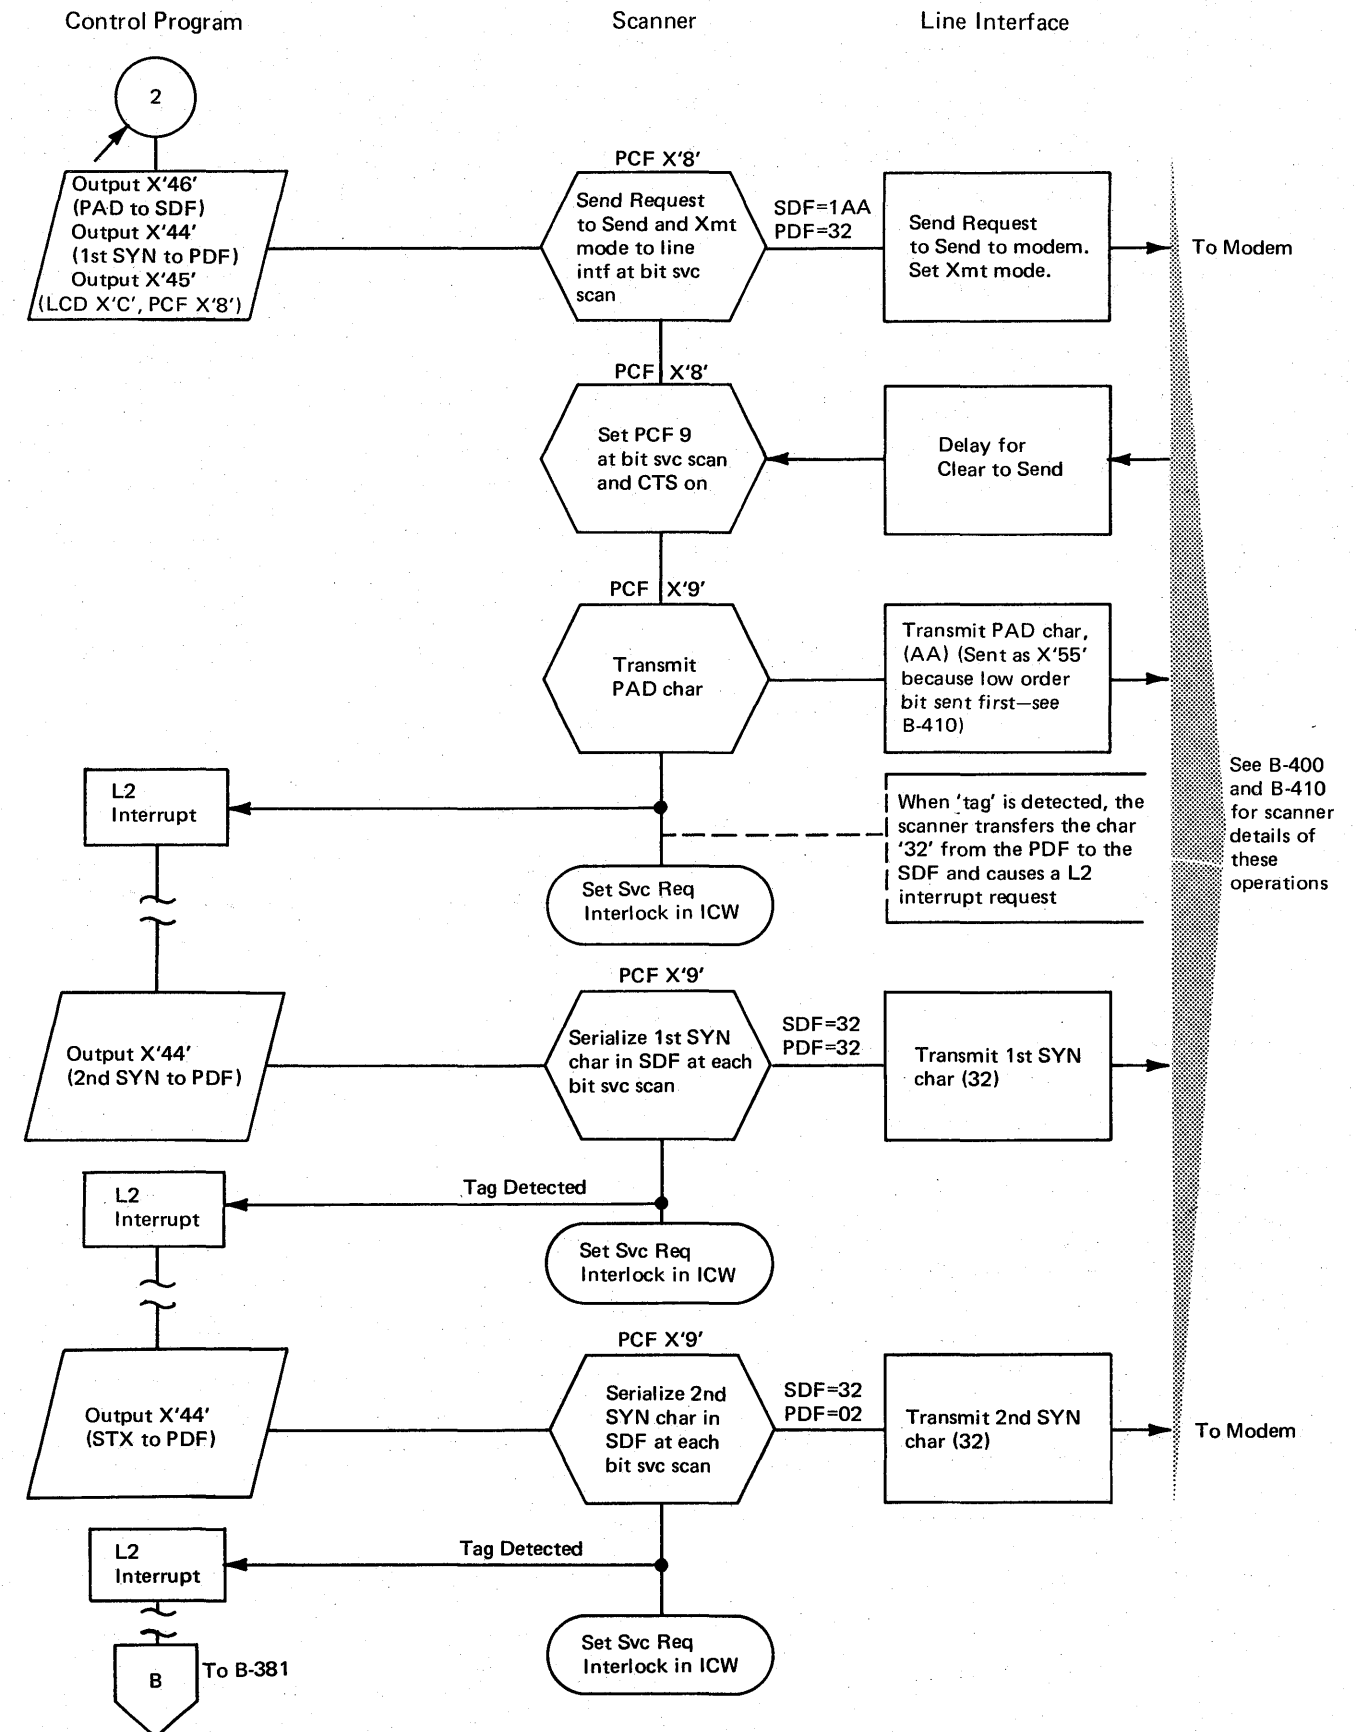 Control Program
Scanner
Line Interface
2
Output X'46'
(PAD to SDF)
Output X'44'
(1st SYN to PDF)
Output X'45'
(LCD X'C', PCF X'8')
PCF X'8'
Send Request
to Send and Xmt
mode to line
intf at bit svc
scan
SDF=1AA
PDF=32
Send Request
to Send to modem.
Set Xmt mode.
To Modem
PCF X'8'
Set PCF 9
at bit svc scan
and CTS on
Delay for
Clear to Send
PCF X'9'
Transmit
PAD char
Transmit PAD char,
(AA) (Sent as X'55'
because low order
bit sent first—see
B-410)
L2
Interrupt
When 'tag' is detected, the
scanner transfers the char
'32' from the PDF to the
SDF and causes a L2
interrupt request
See B-400
and B-410
for scanner
details of
these
operations
Set Svc Req
Interlock in ICW
PCF X'9'
Output X'44'
(2nd SYN to PDF)
Serialize 1st SYN
char in SDF at each
bit svc scan
SDF=32
PDF=32
Transmit 1st SYN
char (32)
L2
Interrupt
Tag Detected
Set Svc Req
Interlock in ICW
PCF X'9'
Output X'44'
(STX to PDF)
Serialize 2nd
SYN char in
SDF at each
bit svc scan
SDF=32
PDF=02
Transmit 2nd SYN
char (32)
To Modem
L2
Interrupt
Tag Detected
Set Svc Req
Interlock in ICW
B
To B-381